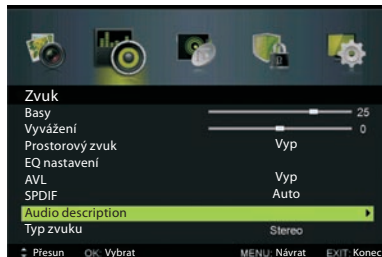 Zvuk
Basy 25
Vyvážení 0
Prostorový zvuk Vyp
EQ nastavení
AVL Vyp
SPDIF Auto
Audio description
Typ zvuku Stereo
Přesun OK: Vybrat MENU: Návrat EXIT: Konec